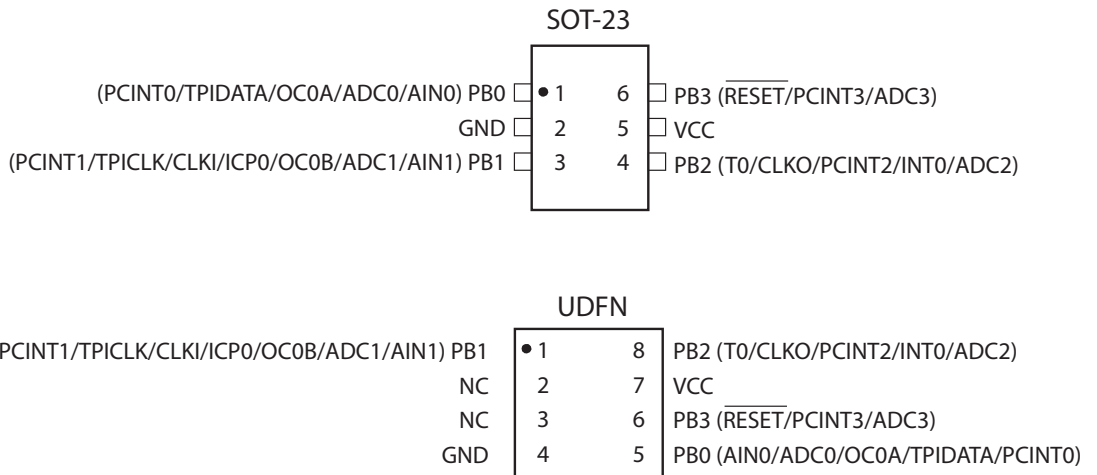 SOT-23
(PCINT0/TPIDATA/OC0A/ADC0/AIN0) PB0 1 6 PB3 (RESET/PCINT3/ADC3)
GND 2 5 VCC
(PCINT1/TPICLK/CLKI/ICP0/OC0B/ADC1/AIN1) PB1 3 4 PB2 (T0/CLKO/PCINT2/INT0/ADC2)
UDFN
PCINT1/TPICLK/CLKI/ICP0/OC0B/ADC1/AIN1) PB1 1 8 PB2 (T0/CLKO/PCINT2/INT0/ADC2)
NC 2 7 VCC
NC 3 6 PB3 (RESET/PCINT3/ADC3)
GND 4 5 PB0 (AIN0/ADC0/OC0A/TPIDATA/PCINT0)